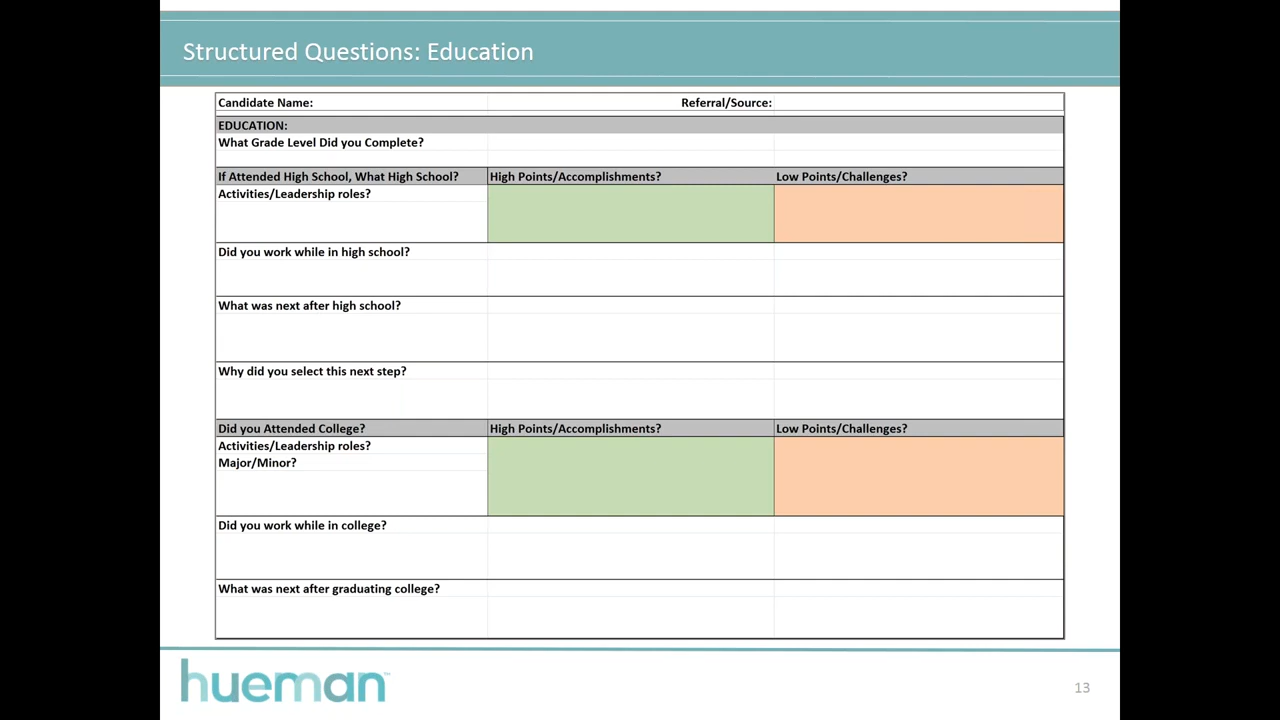 Structured Questions: Education
Candidate Name: Referral/Source:
EDUCATION:
What Grade Level Did you Complete?
If Attended High School, What High School? High Points/Accomplishments? Low Points/Challenges?
Activities/Leadership roles?
Did you work while in high school?
What was next after high school?
Why did you select this next step?
Did you Attended College? High Points/Accomplishments? Low Points/Challenges?
Activities/Leadership roles?
Major/Minor?
Did you work while in college?
What was next after graduating college?
hueman™
13